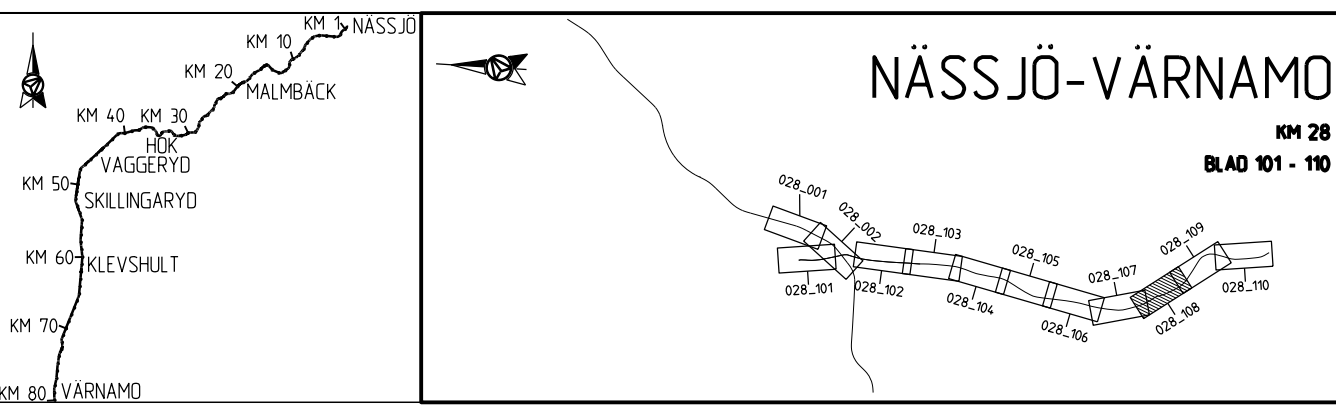 KM 1
NÄSSJÖ
KM 10
KM 20
MALMBÄCK
KM 40
KM 30
HOK
VAGGERYD
KM 50
SKILLINGARYD
KM 60
KLEVSHULT
KM 70
KM 80
VÄRNAMO
NÄSSJÖ-VÄRNAMO
KM 28
BLAD 101 - 110
028_001
028_002
028_103
028_109
028_105
028_107
028_101
028_102
028_104
028_106
028_108
028_110